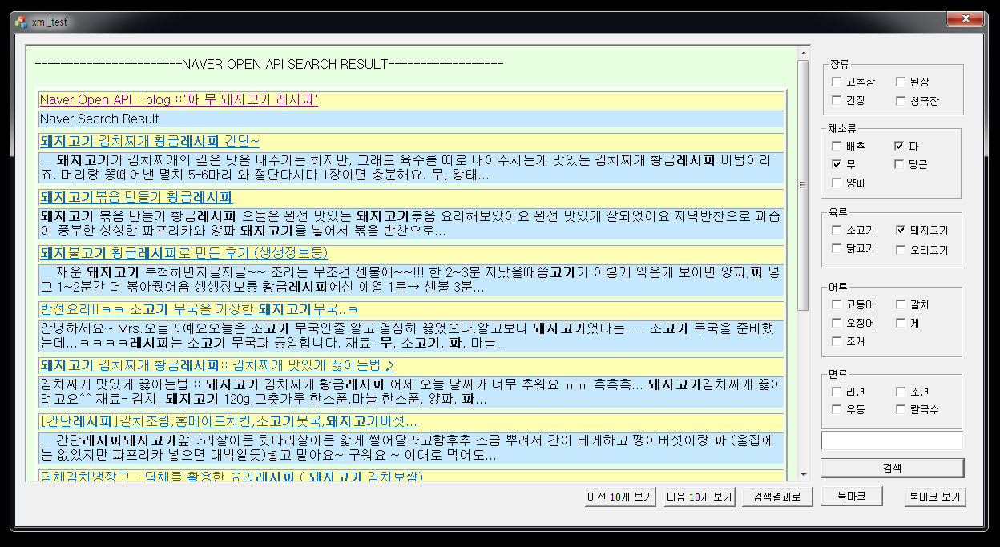 xml_test
-----------------------NAVER OPEN API SEARCH RESULT------------------
Naver Open API - blog ::'파 무 돼지고기 레시피'
Naver Search Result
돼지고기 김치찌개 황금레시피 간단~
... 돼지고기가 김치찌개의 깊은 맛을 내주기는 하지만, 그래도 육수를 따로 내어주시는게 맛있는 김치찌개 황금레시피 비법이라
죠. 머리랑 똥떼어낸 멸치 5-6마리 와 절단다시마 1장이면 충분해요. 무, 황태...
돼지고기볶음 만들기 황금레시피
돼지고기 볶음 만들기 황금레시피 오늘은 완전 맛있는 돼지고기볶음 요리해보았어요 완전 맛있게 잘되었어요 저녁반찬으로 과즙
이 풍부한 싱싱한 파프리카와 양파 돼지고기를 넣어서 볶음 반찬으로...
돼지불고기 황금레시피로 만든 후기 (생생정보통)
... 재운 돼지고기 투척하면지글지글~~ 조리는 무조건 센불에~~!!! 한 2~3분 지났을때쯤고기가 이렇게 익은게 보이면 양파,파 넣
고 1~2분간 더 볶아줬어욤 생생정보통 황금레시피에선 예열 1분→ 센불 3분...
반전요리!!ㅋㅋ 소고기 무국을 가장한 돼지고기무국..ㅋ
안녕하세요~ Mrs.오블리예요오늘은 소고기 무국인줄 알고 열심히 끓였으나.알고보니 돼지고기였다는..... 소고기 무국을 준비했
는데...ㅋㅋㅋㅋ레시피는 소고기 무국과 동일합니다. 재료: 무, 소고기, 파, 마늘...
돼지고기 김치찌개 황금레시피:: 김치찌개 맛있게 끓이는법♪
김치찌개 맛있게 끓이는법 :: 돼지고기 김치찌개 황금레시피 어제 오늘 날씨가 너무 추워요 ㅠㅠ 흑흑흑... 돼지고기김치찌개 끓이
려고요^^ 재료- 김치, 돼지고기 120g,고춧가루 한스푼,마늘 한스푼, 양파, 파...
[간단레시피]갈치조림,홈메이드치킨,소고기뭇국,돼지고기버섯...
... 간단레시피돼지고기앞다리살이든 뒷다리살이든 얇게 썰어달라고함후추 소금 뿌려서 간이 베게하고 팽이버섯이랑 파 (울집에
는 없었지만 파프리카 넣으면 대박일듯)넣고 말아요~ 구워요 ~ 이대로 먹어도...
딤채김치냉장고 - 딤채를 활용한 요리레시피 ( 돼지고기 김치보쌈)
장류
고추장 된장
간장 청국장
채소류
배추 파
무 당근
양파
육류
소고기 돼지고기
닭고기 오리고기
어류
고등어 갈치
오징어 게
조개
면류
라면 소면
우동 칼국수
검색
이전 10개 보기 다음 10개 보기 검색결과로 북마크 북마크 보기